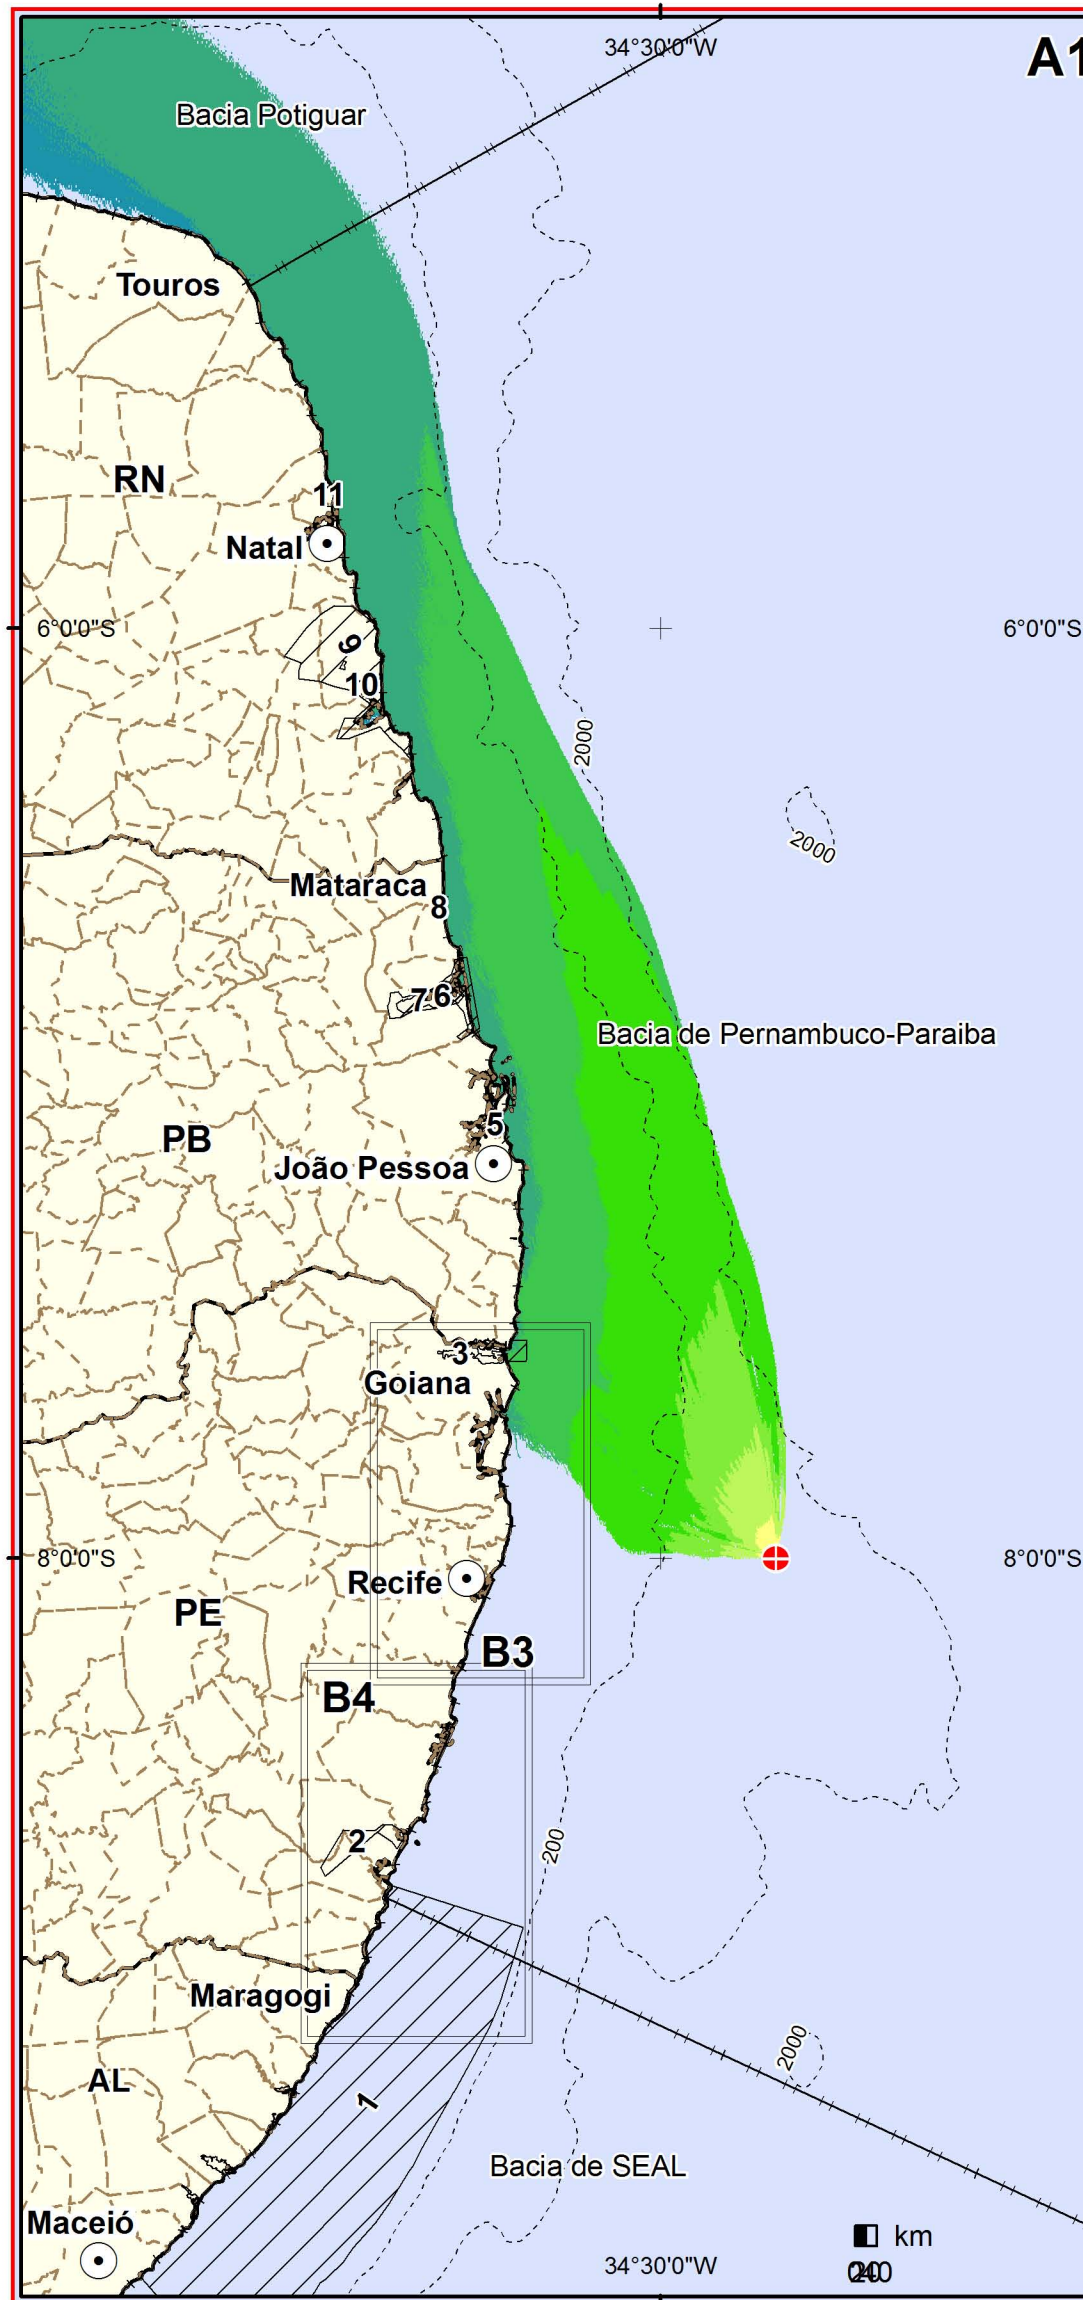 34°30'0"W
A1
Bacia Potiguar
Touros
RN
11
Natal
6°0'0"S
6°0'0"S
9
10
2000
2000
Mataraca
8
7
6
Bacia de Pernambuco-Paraiba
5
PB
João Pessoa
3
Goiana
8°0'0"S
8°0'0"S
Recife
PE
B3
B4
2
200
Maragogi
2000
AL
1
Bacia de SEAL
Maceió
34°30'0"W
km